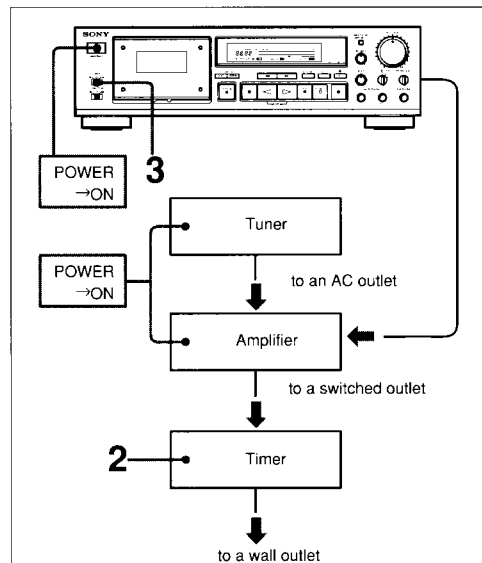 SONY
POWER
→ON
3
Tuner
POWER
→ON
to an AC outlet
Amplifier
to a switched outlet
2
Timer
to a wall outlet